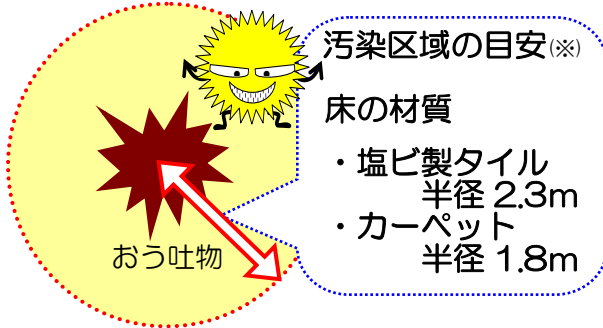 汚染区域の目安(※)
床の材質
・塩ビ製タイル
半径2.3m
・カーペット
半径1.8m
おう吐物